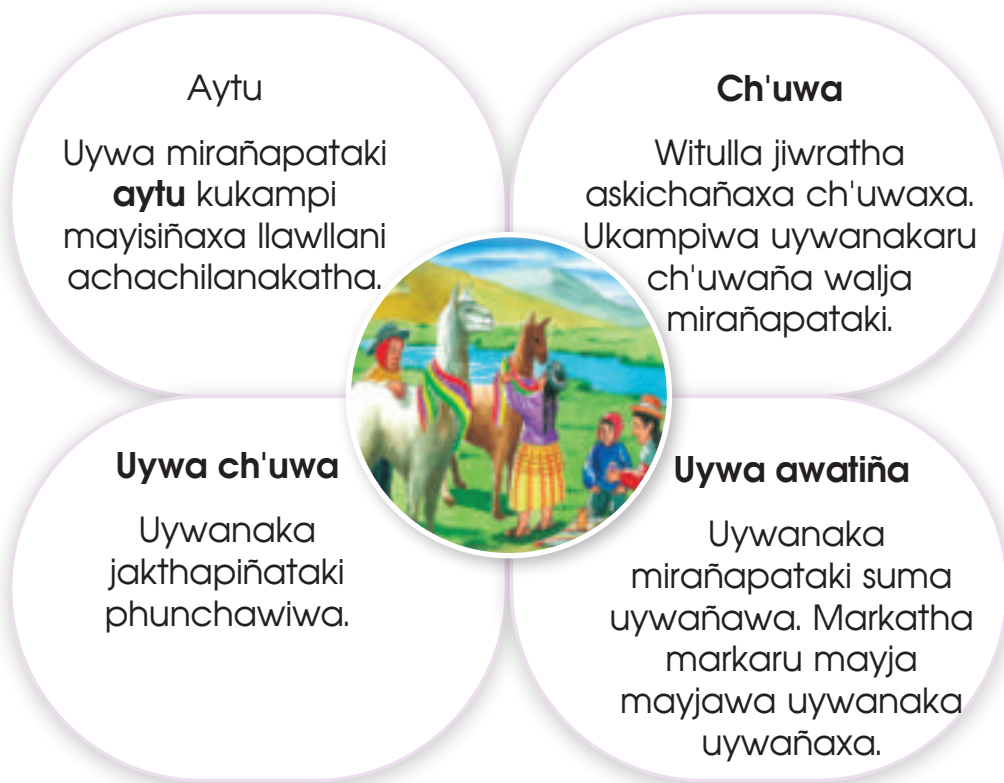 Aytu
Uywa mirañapataki
aytu kukampi
mayisiñaxa llawllani
achachilanakatha.
Ch'uwa
Witulla jiwratha
askichañaxa ch'uwaxa.
Ukampiwa uywanakaru
ch'uwaña walja
mirañapataki.
Uywa ch'uwa
Uywanaka
jakthapiñataki
phunchawiwa.
Uywa awatiña
Uywanaka
mirañapataki suma
uywañawa. Markatha
markaru mayja
mayjawa uywanaka
uywañaxa.